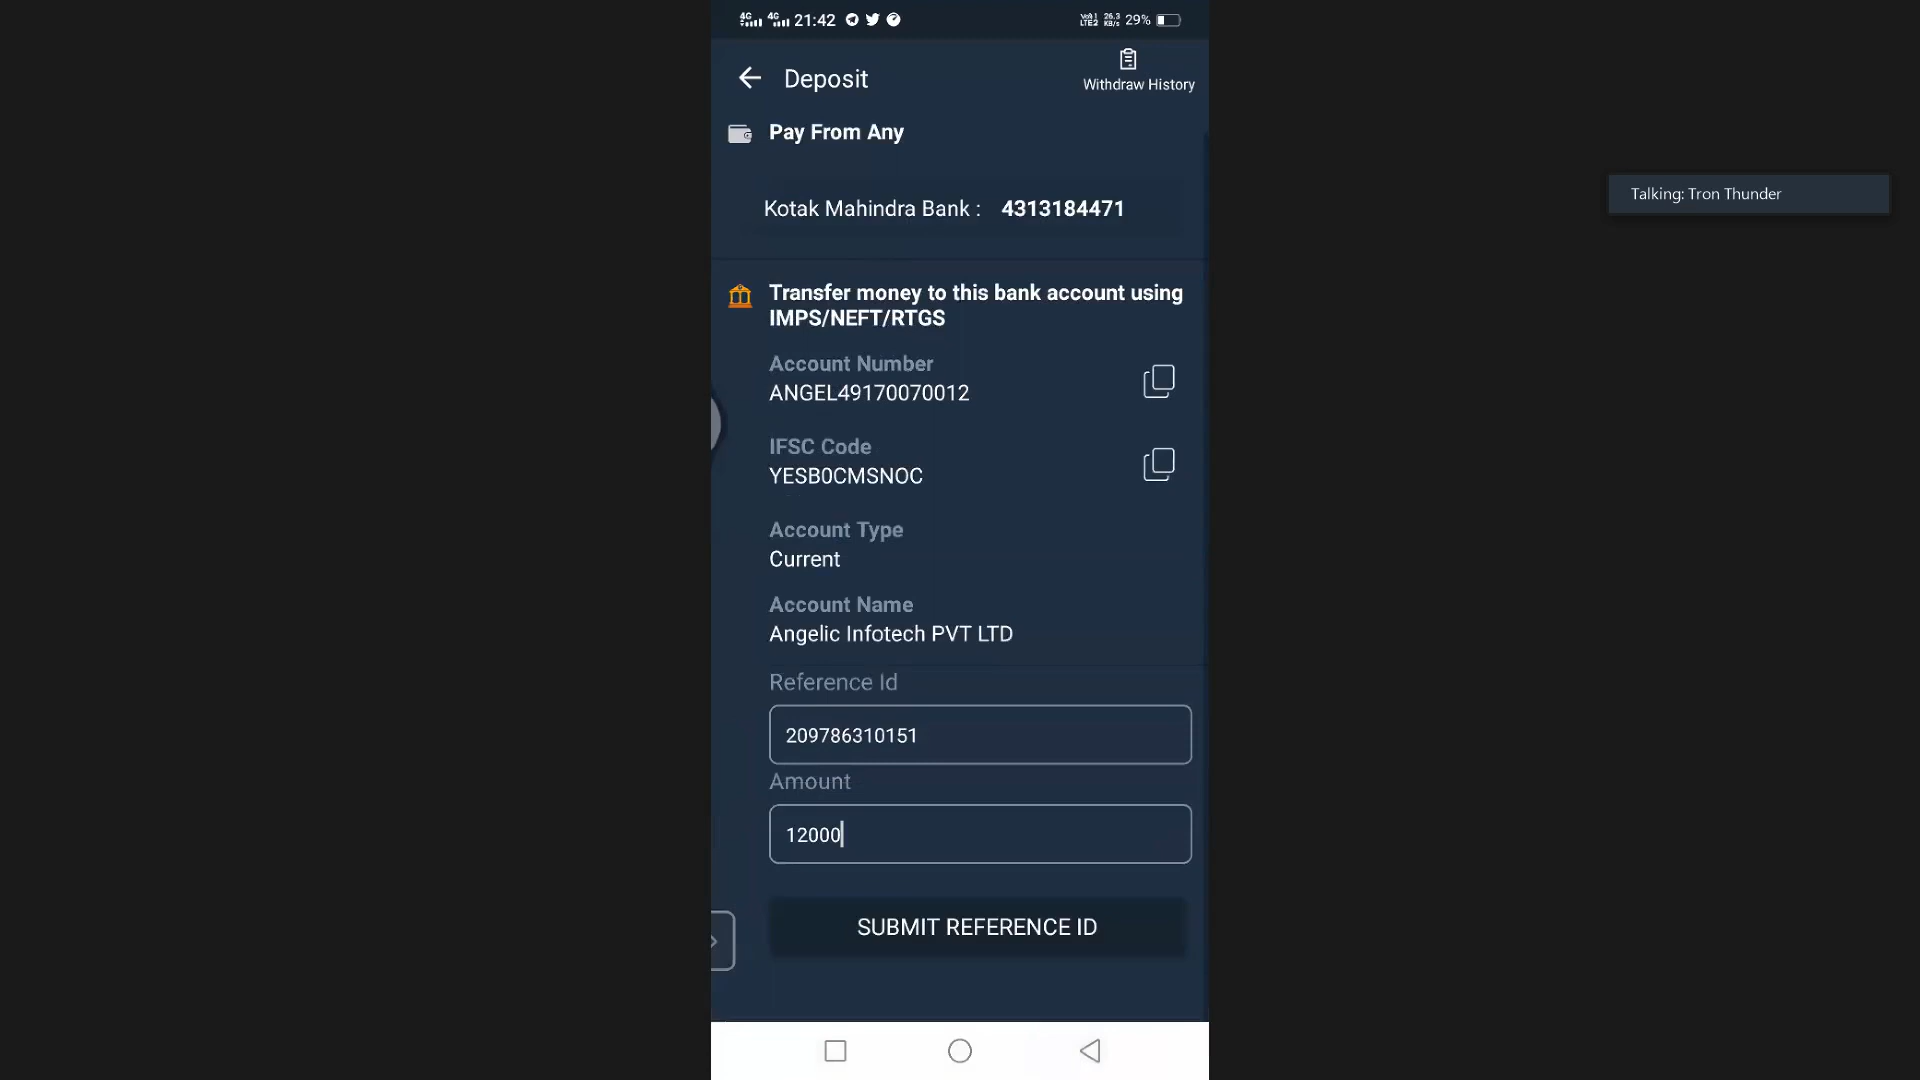 21:42
29%
Deposit
Withdraw History
Pay From Any
Kotak Mahindra Bank : 4313184471
Talking: Tron Thunder
Transfer money to this bank account using
IMPS/NEFT/RTGS
Account Number
ANGEL49170070012
IFSC Code
YESB0CMSNOC
Account Type
Current
Account Name
Angelic Infotech PVT LTD
Reference Id
209786310151
Amount
12000
SUBMIT REFERENCE ID